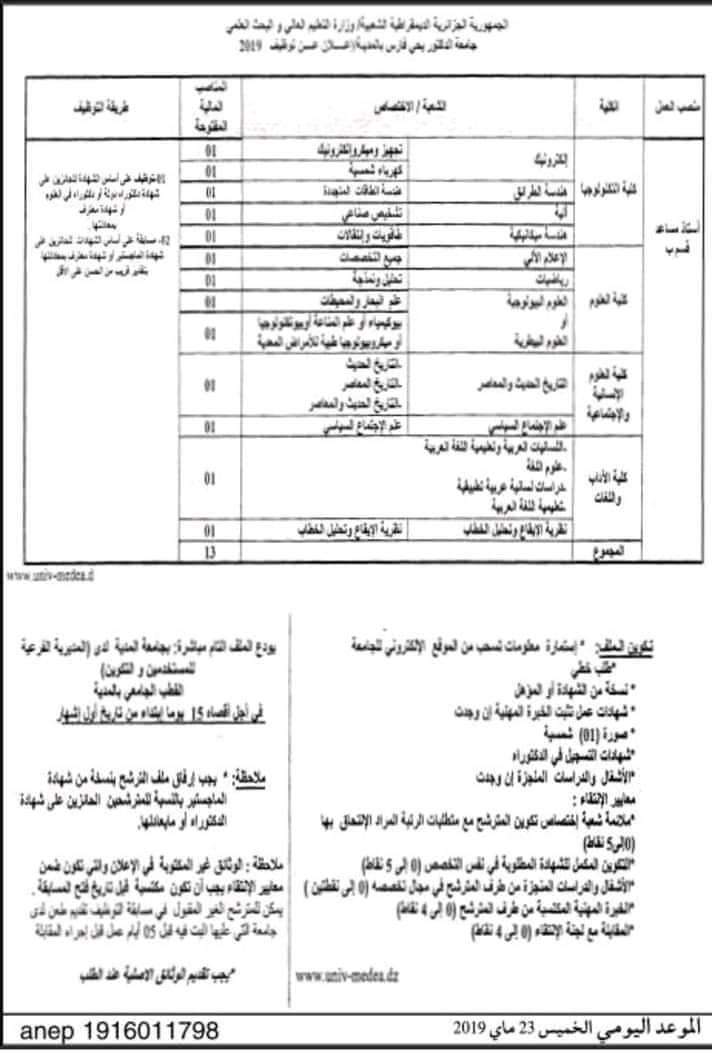 الجمهورية الجزائرية الديمقراطية الشعبية/ وزارة التعليم العالي و البحث العلمي
جامعة الدكتور يحي فارس بالمدية/إعـــلان عـــن توظيف 2019
منصب العمل
الكلية
الشعبة / الاختصاص
المناصب
المالية
المفتوحة
طريقة التوظيف
أستاذ مساعد
قسم ب
كلية التكنولوجيا
إلكترونيك
تجهيز وميكروإلكترونيك
01
كهرباء شمسية
01
هندسة الطرائق
هندسة الطاقات المتجددة
01
آلية
تشخيص صناعي
01
هندسة ميكانيكية
طاقويات وإنتقالات
01
كلية العلوم
الإعلام الآلي
جميع التخصصات
01
رياضيات
تحليل ونمذجة
01
العلوم البيولوجية
أو
العلوم البيطرية
علم البحار والمحيطات
01
بيوكيمياء أو علم المناعة أوبيوتكنولوجيا
أو ميكروبيولوجيا طبية للأمراض المعدية
01
كلية العلوم
الإنسانية
والإجتماعية
التاريخ الحديث والمعاصر
-التاريخ الحديث
-التاريخ المعاصر
-التاريخ الحديث والمعاصر
01
علم الإجتماع السياسي
علم الإجتماع السياسي
01
كلية الأداب
واللغات
-اللسانيات العربية وتعليمية اللغة العربية
-علوم اللغة
-دراسات لسانية عربية تطبيقية
-تعليمية اللغة العربية
01
نظرية الإيقاع وتحليل الخطاب
نظرية الإيقاع وتحليل الخطاب
01
المجموع
13
01-توظيف على أساس الشهادة للحائزين على
شهادة دكتوراه دولة أو دكتوراه في العلوم
أو شهادة معترف
بمعادلتها.
02- مسابقة على أساس الشهادات للحائزين على
شهادة الماجستير أو شهادة معترف بمعادلتها
بتقدير قريب من الحسن على الأقل
www.univ-medea.d
تكوين الملف: *إستمارة معلومات تسحب من الموقع الإلكتروني للجامعة
*طلب خطي
*نسخة من الشهادة أو المؤهل
*شهادات عمل تثبت الخبرة المهنية إن وجدت
*صورة (01) شمسية
*شهادات التسجيل في الدكتوراه
*الأشغال والدراسات المنجزة إن وجدت
معايير الإنتقاء :
*ملائمة شعبة إختصاص تكوين المترشح مع متطلبات الرتبة المراد الإلتحاق بها
(0إلى5 نقاط)
*التكوين المكمل للشهادة المطلوبة في نفس التخصص (0 إلى 5 نقاط)
*الأشغال والدراسات المنجزة من طرف المترشح في مجال تخصصه (0 إلى نقطتين )
*الخبرة المهنية المكتسبة من طرف المترشح (0 إلى 4 نقاط)
*المقابلة مع لجنة الإنتقاء (0 إلى 4 نقاط)
www.univ-medea.dz
يودع الملف التام مباشرة: بجامعة المدية لدى (المديرية الفرعية
للمستخدمين و التكوين)
القطب الجامعي بالمدية
في أجل أقصاه 15 يوما إبتداء من تاريخ أول إشهار
ملاحظة: * يجب إرفاق ملف الترشح بنسخة من شهادة
الماجستير بالنسبة للمترشحين الحائزين على شهادة
الدكتوراه أو مايعادلها.
ملاحظة : الوثائق غير المكتوبة في الإعلان والتي تكون ضمن
معايير الإنتقاء يجب أن تكون مكتسبة قبل تاريخ فتح المسابقة .
يمكن للمترشح الغير المقبول في مسابقة التوظيف تقديم طعن لدى
جامعة التي عليها البت فيه قبل 05 أيام عمل قبل إجراء المقابلة
*يجب تقديم الوثائق الاصلية عند الطلب
الموعد اليومي الخميس 23 ماي 2019
anep 1916011798